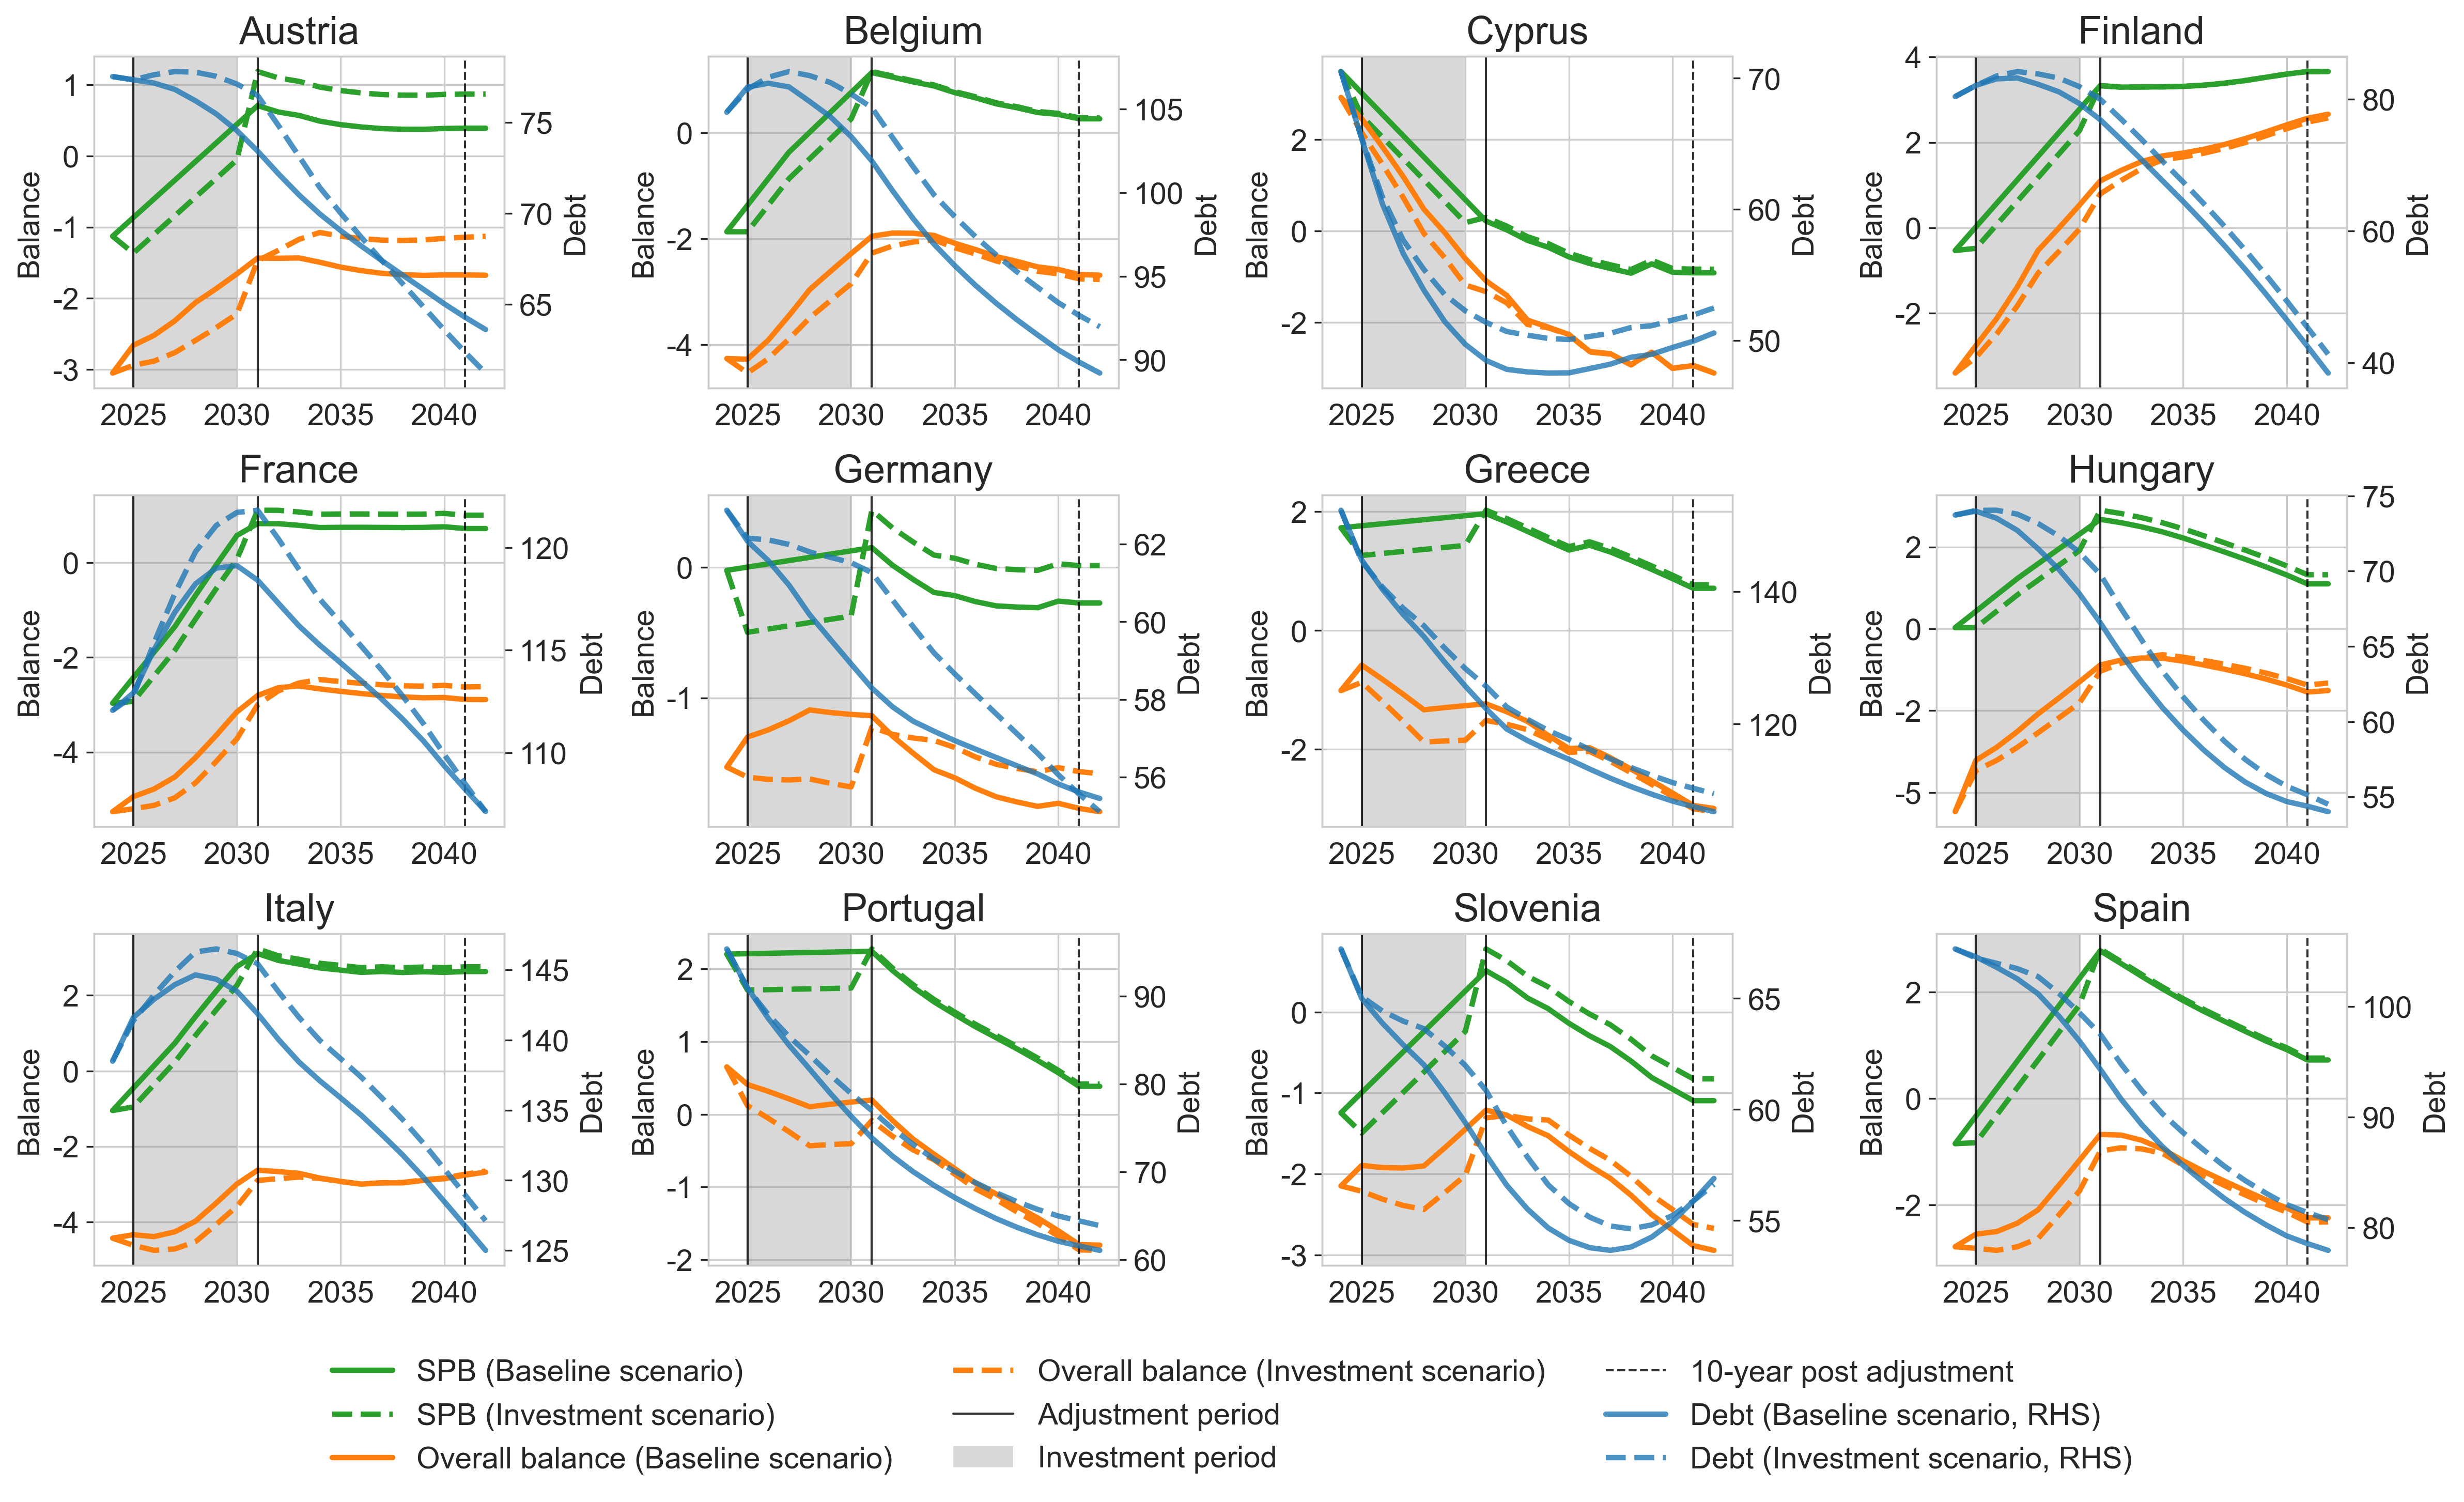 Austria
Belgium
Cyprus
Finland
1
0
-1
-2
-3
Balance
75
70
65
Debt
2025 2030 2035 2040
0
-2
-4
Balance
105
100
95
90
Debt
2025 2030 2035 2040
2
0
-2
Balance
70
60
50
Debt
2025 2030 2035 2040
4
2
0
-2
Balance
80
60
40
Debt
2025 2030 2035 2040
France
Germany
Greece
Hungary
0
-2
-4
Balance
120
115
110
Debt
2025 2030 2035 2040
0
-1
Balance
62
60
58
56
Debt
2025 2030 2035 2040
2
0
-2
Balance
140
120
Debt
2025 2030 2035 2040
2
0
-2
-5
Balance
75
70
65
60
55
Debt
2025 2030 2035 2040
Italy
Portugal
Slovenia
Spain
2
0
-2
-4
Balance
145
140
135
130
125
Debt
2025 2030 2035 2040
2
1
0
-1
-2
Balance
90
80
70
60
Debt
2025 2030 2035 2040
0
-1
-2
-3
Balance
65
60
55
Debt
2025 2030 2035 2040
2
0
-2
Balance
100
90
80
Debt
2025 2030 2035 2040
SPB (Baseline scenario)
SPB (Investment scenario)
Overall balance (Baseline scenario)
Overall balance (Investment scenario)
Adjustment period
Investment period
10-year post adjustment
Debt (Baseline scenario, RHS)
Debt (Investment scenario, RHS)